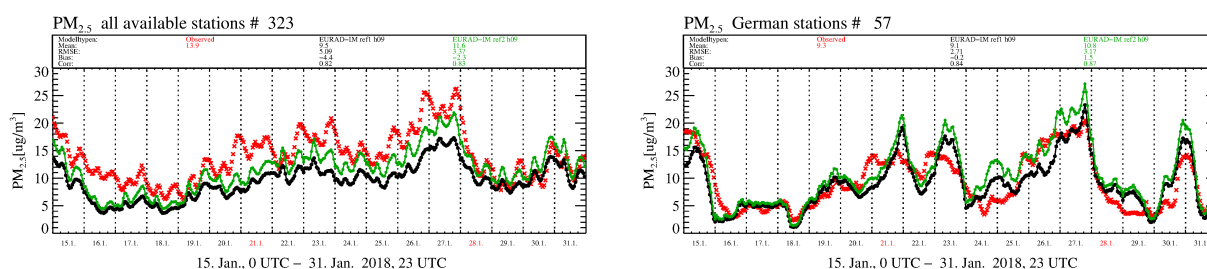 PM2.5 all available stations # 323
Modelltypen: Observed EURAD-IM ref1 h09 EURAD-IM ref2 h09
Mean: 13.9 9.5 11.6
RMSE: 5.09 3.37
Bias: −4.4 −2.3
Corr: 0.82 0.83
30
25
20
15
10
5
0
PM2.5[ug/m3]
15.1. 16.1. 17.1. 18.1. 19.1. 20.1. 21.1. 22.1. 23.1. 24.1. 25.1. 26.1. 27.1. 28.1. 29.1. 30.1. 31.1.
15. Jan., 0 UTC − 31. Jan. 2018, 23 UTC
PM2.5 German stations # 57
Modelltypen: Observed EURAD-IM ref1 h09 EURAD-IM ref2 h09
Mean: 9.3 9.1 10.8
RMSE: 2.71 3.17
Bias: −0.2 1.5
Corr: 0.84 0.87
30
25
20
15
10
5
0
PM2.5[ug/m3]
15.1. 16.1. 17.1. 18.1. 19.1. 20.1. 21.1. 22.1. 23.1. 24.1. 25.1. 26.1. 27.1. 28.1. 29.1. 30.1. 31.1.
15. Jan., 0 UTC − 31. Jan. 2018, 23 UTC